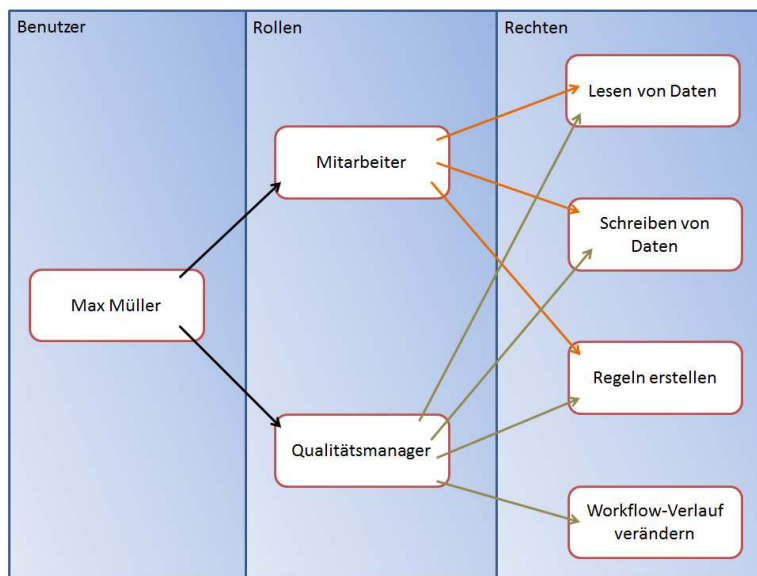 Benutzer
Rollen
Rechten
Lesen von Daten
Mitarbeiter
Schreiben von
Daten
Max Müller
Regeln erstellen
Qualitätsmanager
Workflow-Verlauf
verändern